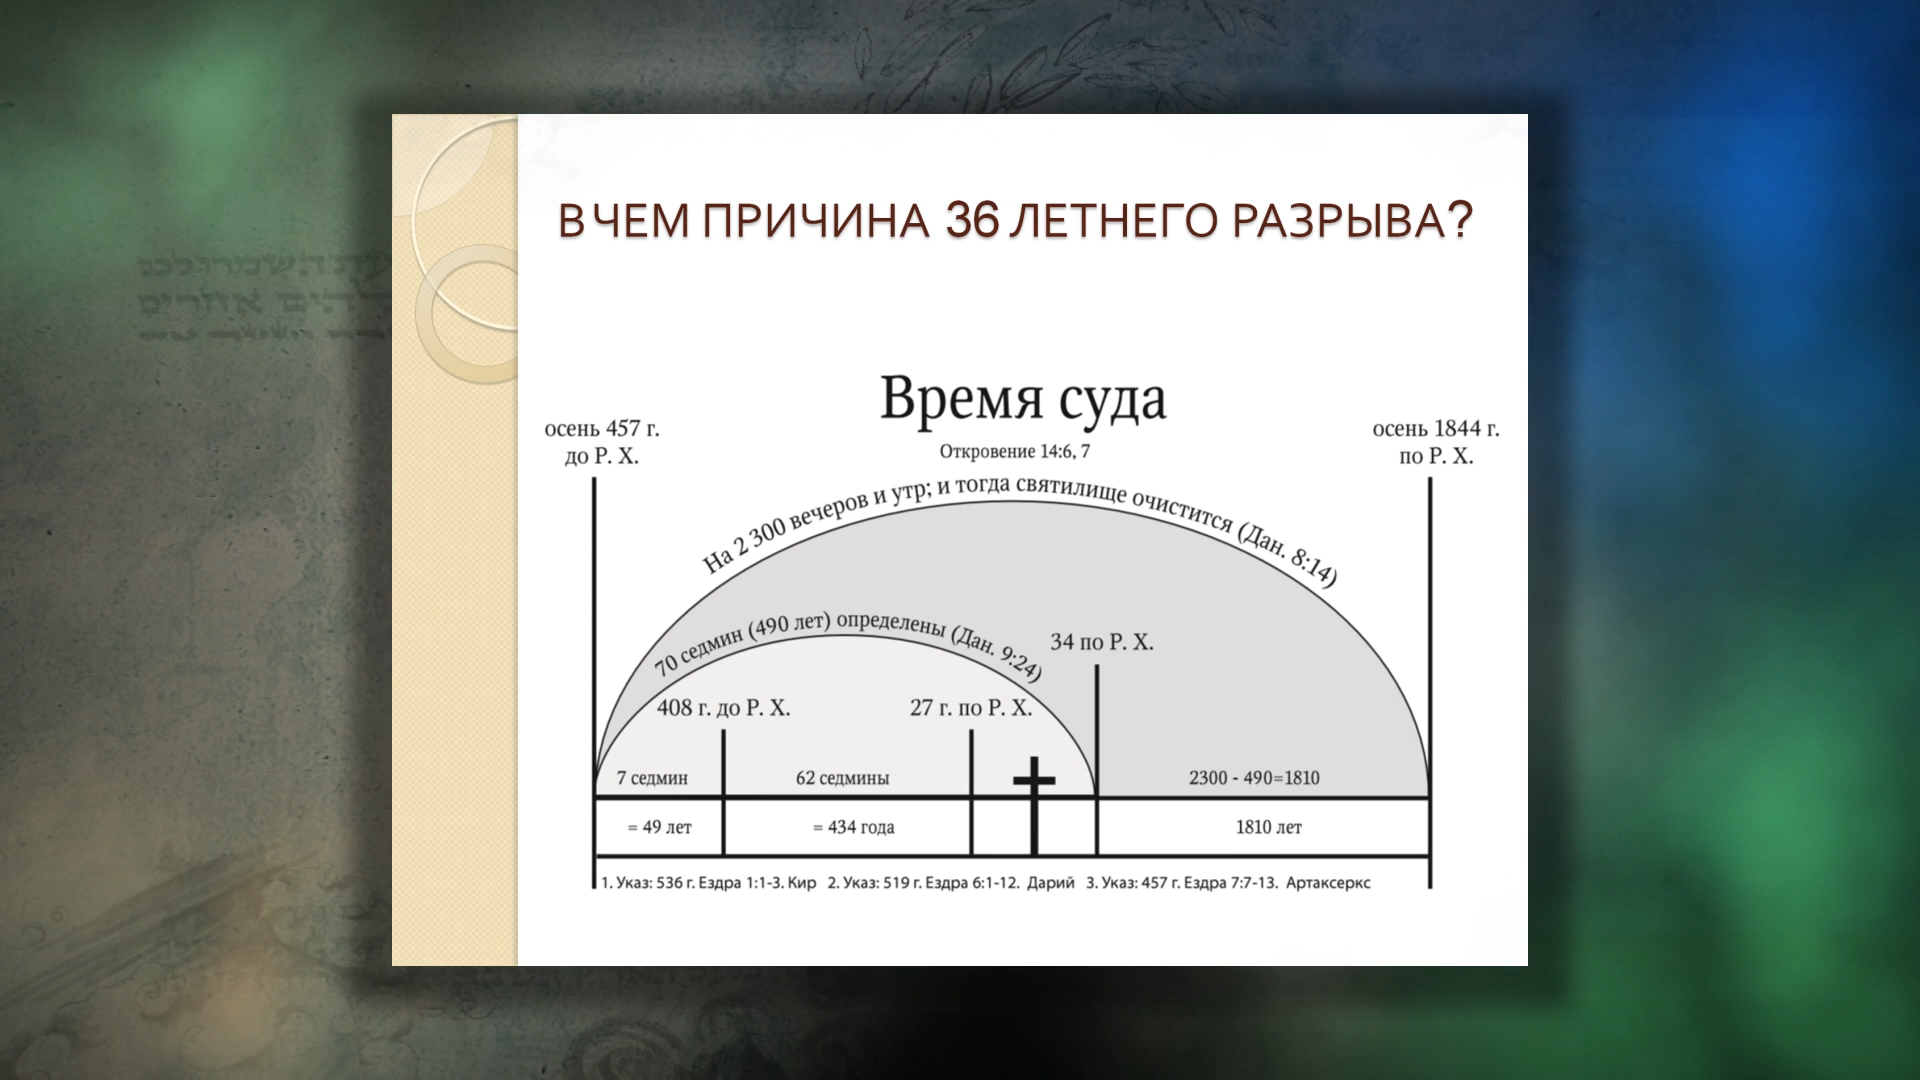 В ЧЕМ ПРИЧИНА 36 ЛЕТНЕГО РАЗРЫВА?
Время суда
Откровение 14:6, 7
осень 457 г.
до Р. Х.
осень 1844 г.
по Р. Х.
На 2 300 вечеров и утр; и тогда святилище очистится (Дан. 8:14)
70 седмин (490 лет) определены (Дан. 9:24)
34 по Р. Х.
408 г. до Р. Х.
27 г. по Р. Х.
7 седмин
62 седмины
2300 - 490=1810
= 49 лет
= 434 года
1810 лет
1. Указ: 536 г. Ездра 1:1-3. Кир 2. Указ: 519 г. Ездра 6:1-12. Дарий 3. Указ: 457 г. Ездра 7:7-13. Артаксеркс